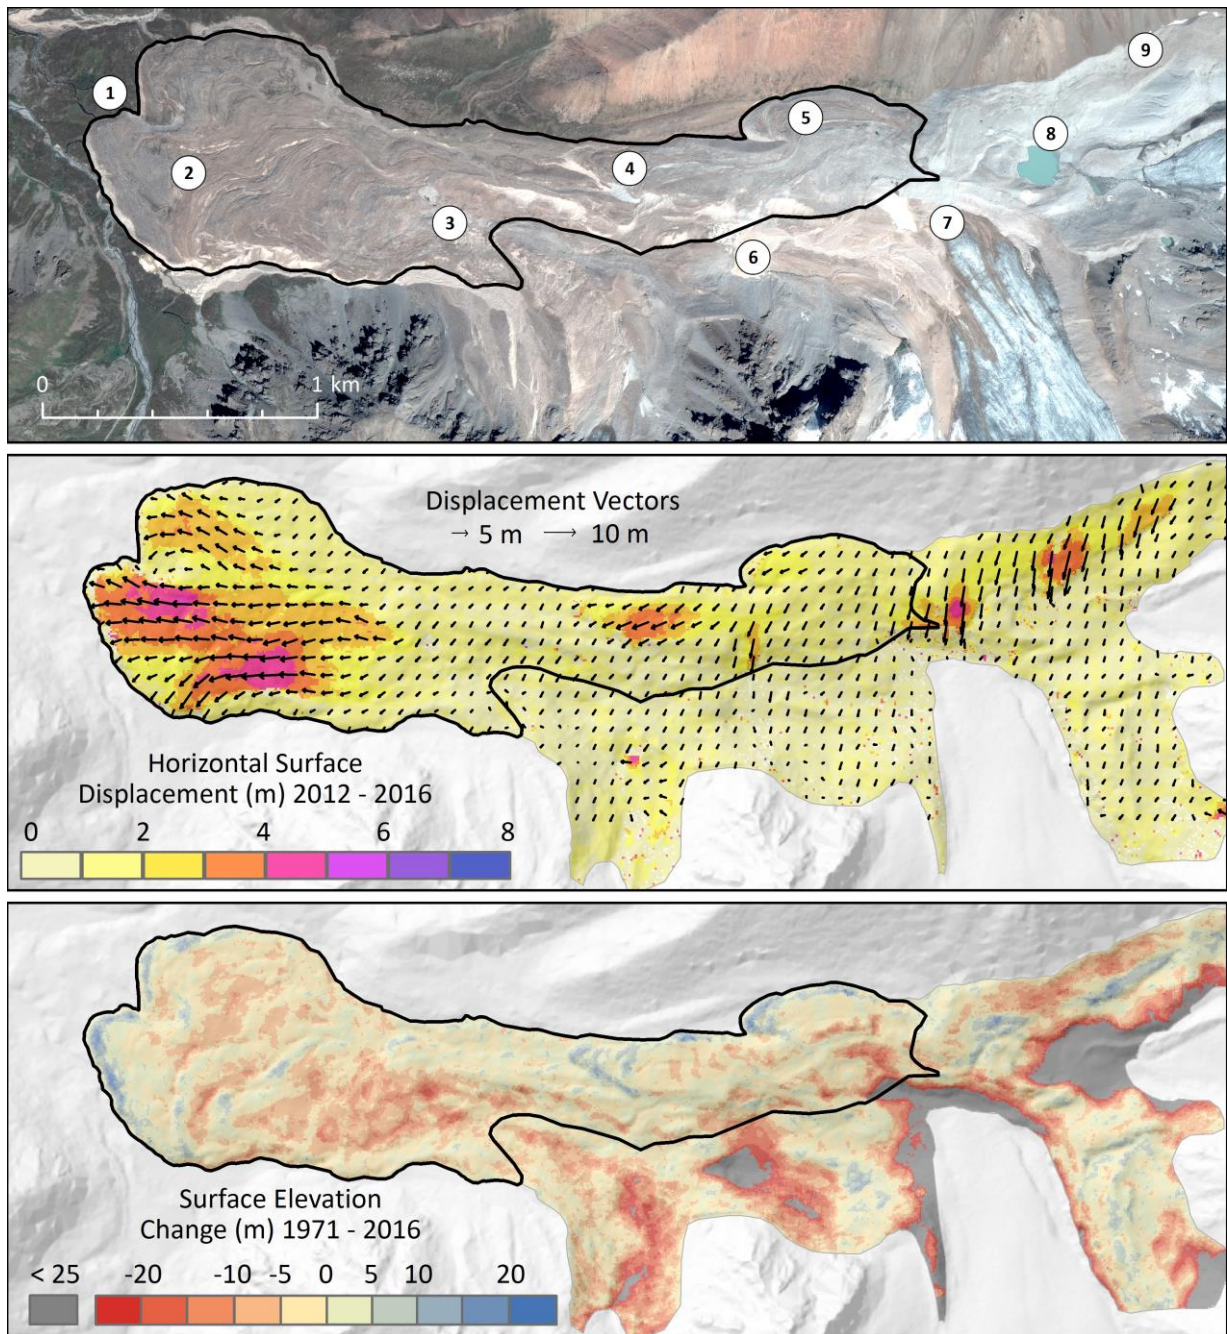 1
2
3
4
5
6
7
8
9
0 1 km
Displacement Vectors
5 m 10 m
Horizontal Surface
Displacement (m) 2012 - 2016
0 2 4 6 8
Surface Elevation
Change (m) 1971 - 2016
< 25 -20 -10 -5 0 5 10 20